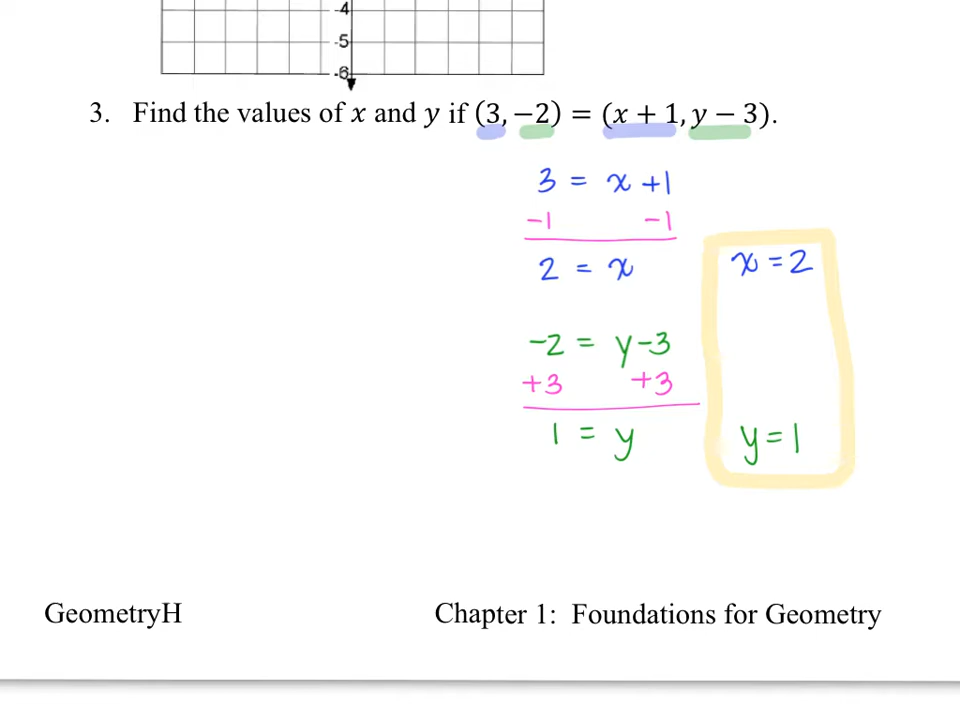 -4
-5
-6
3. Find the values of x and y if (3, −2) = (x + 1, y − 3).
3 = x +1
-1 -1
2 = x
x = 2
-2 = y-3
+3 +3
1 = y
y = 1
GeometryH
Chapter 1: Foundations for Geometry